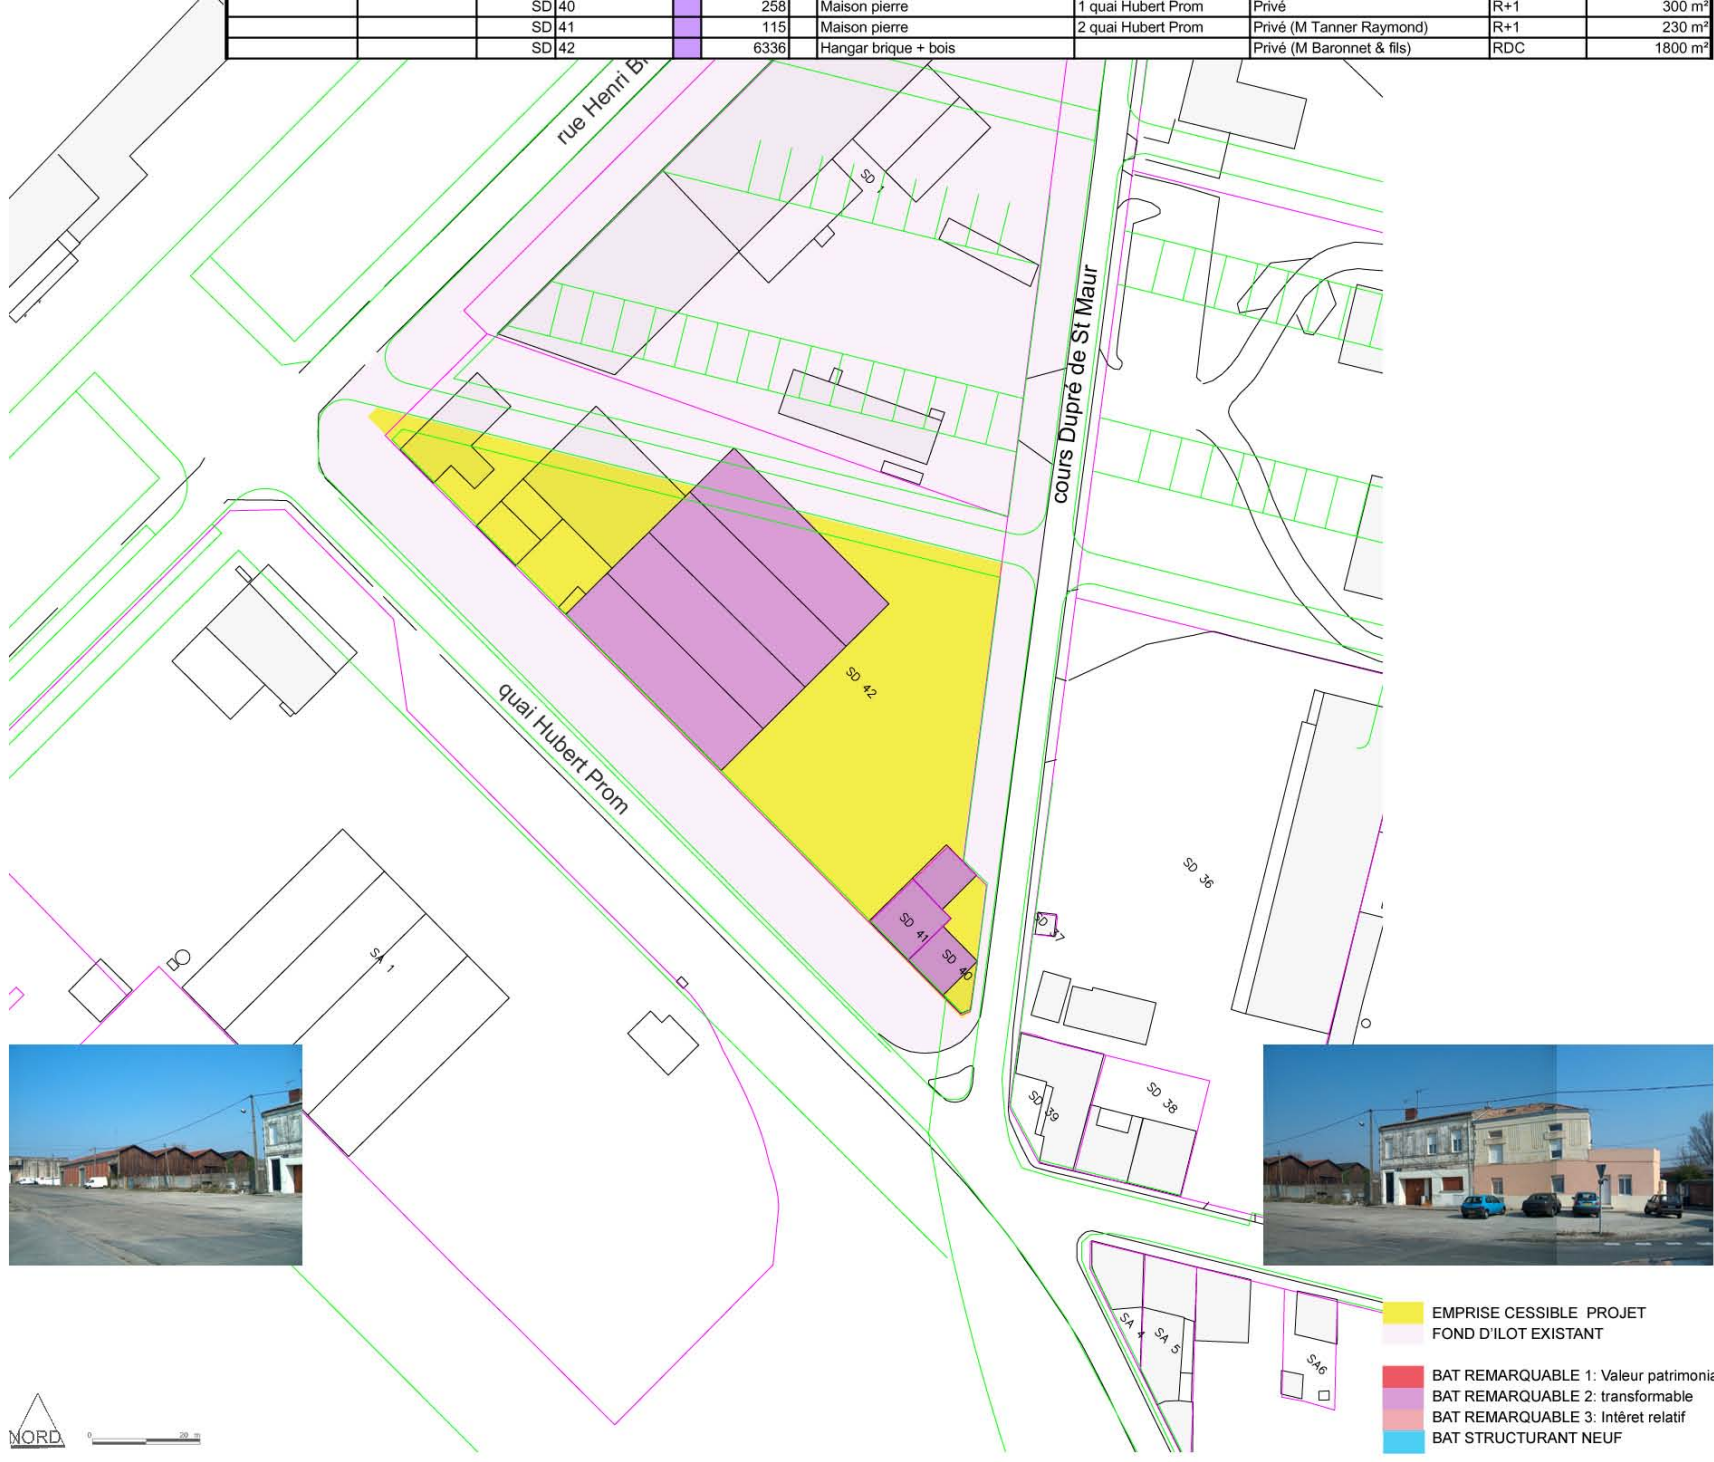 SD 40 258 Maison pierre 1 quai Hubert Prom Privé R+1 300 m²
SD 41 115 Maison pierre 2 quai Hubert Prom Privé (M Tanner Raymond) R+1 230 m²
SD 42 6336 Hangar brique + bois Privé (M Baronnet & fils) RDC 1800 m²
rue Henri
SD
cours Dupré de St Maur
SD 42
quai Hubert Prom
SD 36
SD 41
SD 37
SD 40
SA 1
SD 38
SD 39
SA 4
SA 5
SA6
EMPRISE CESSIBLE PROJET
FOND D'ILOT EXISTANT
BAT REMARQUABLE 1: Valeur patrimonia
BAT REMARQUABLE 2: transformable
BAT REMARQUABLE 3: Intêret relatif
BAT STRUCTURANT NEUF
NORD
0 20 m